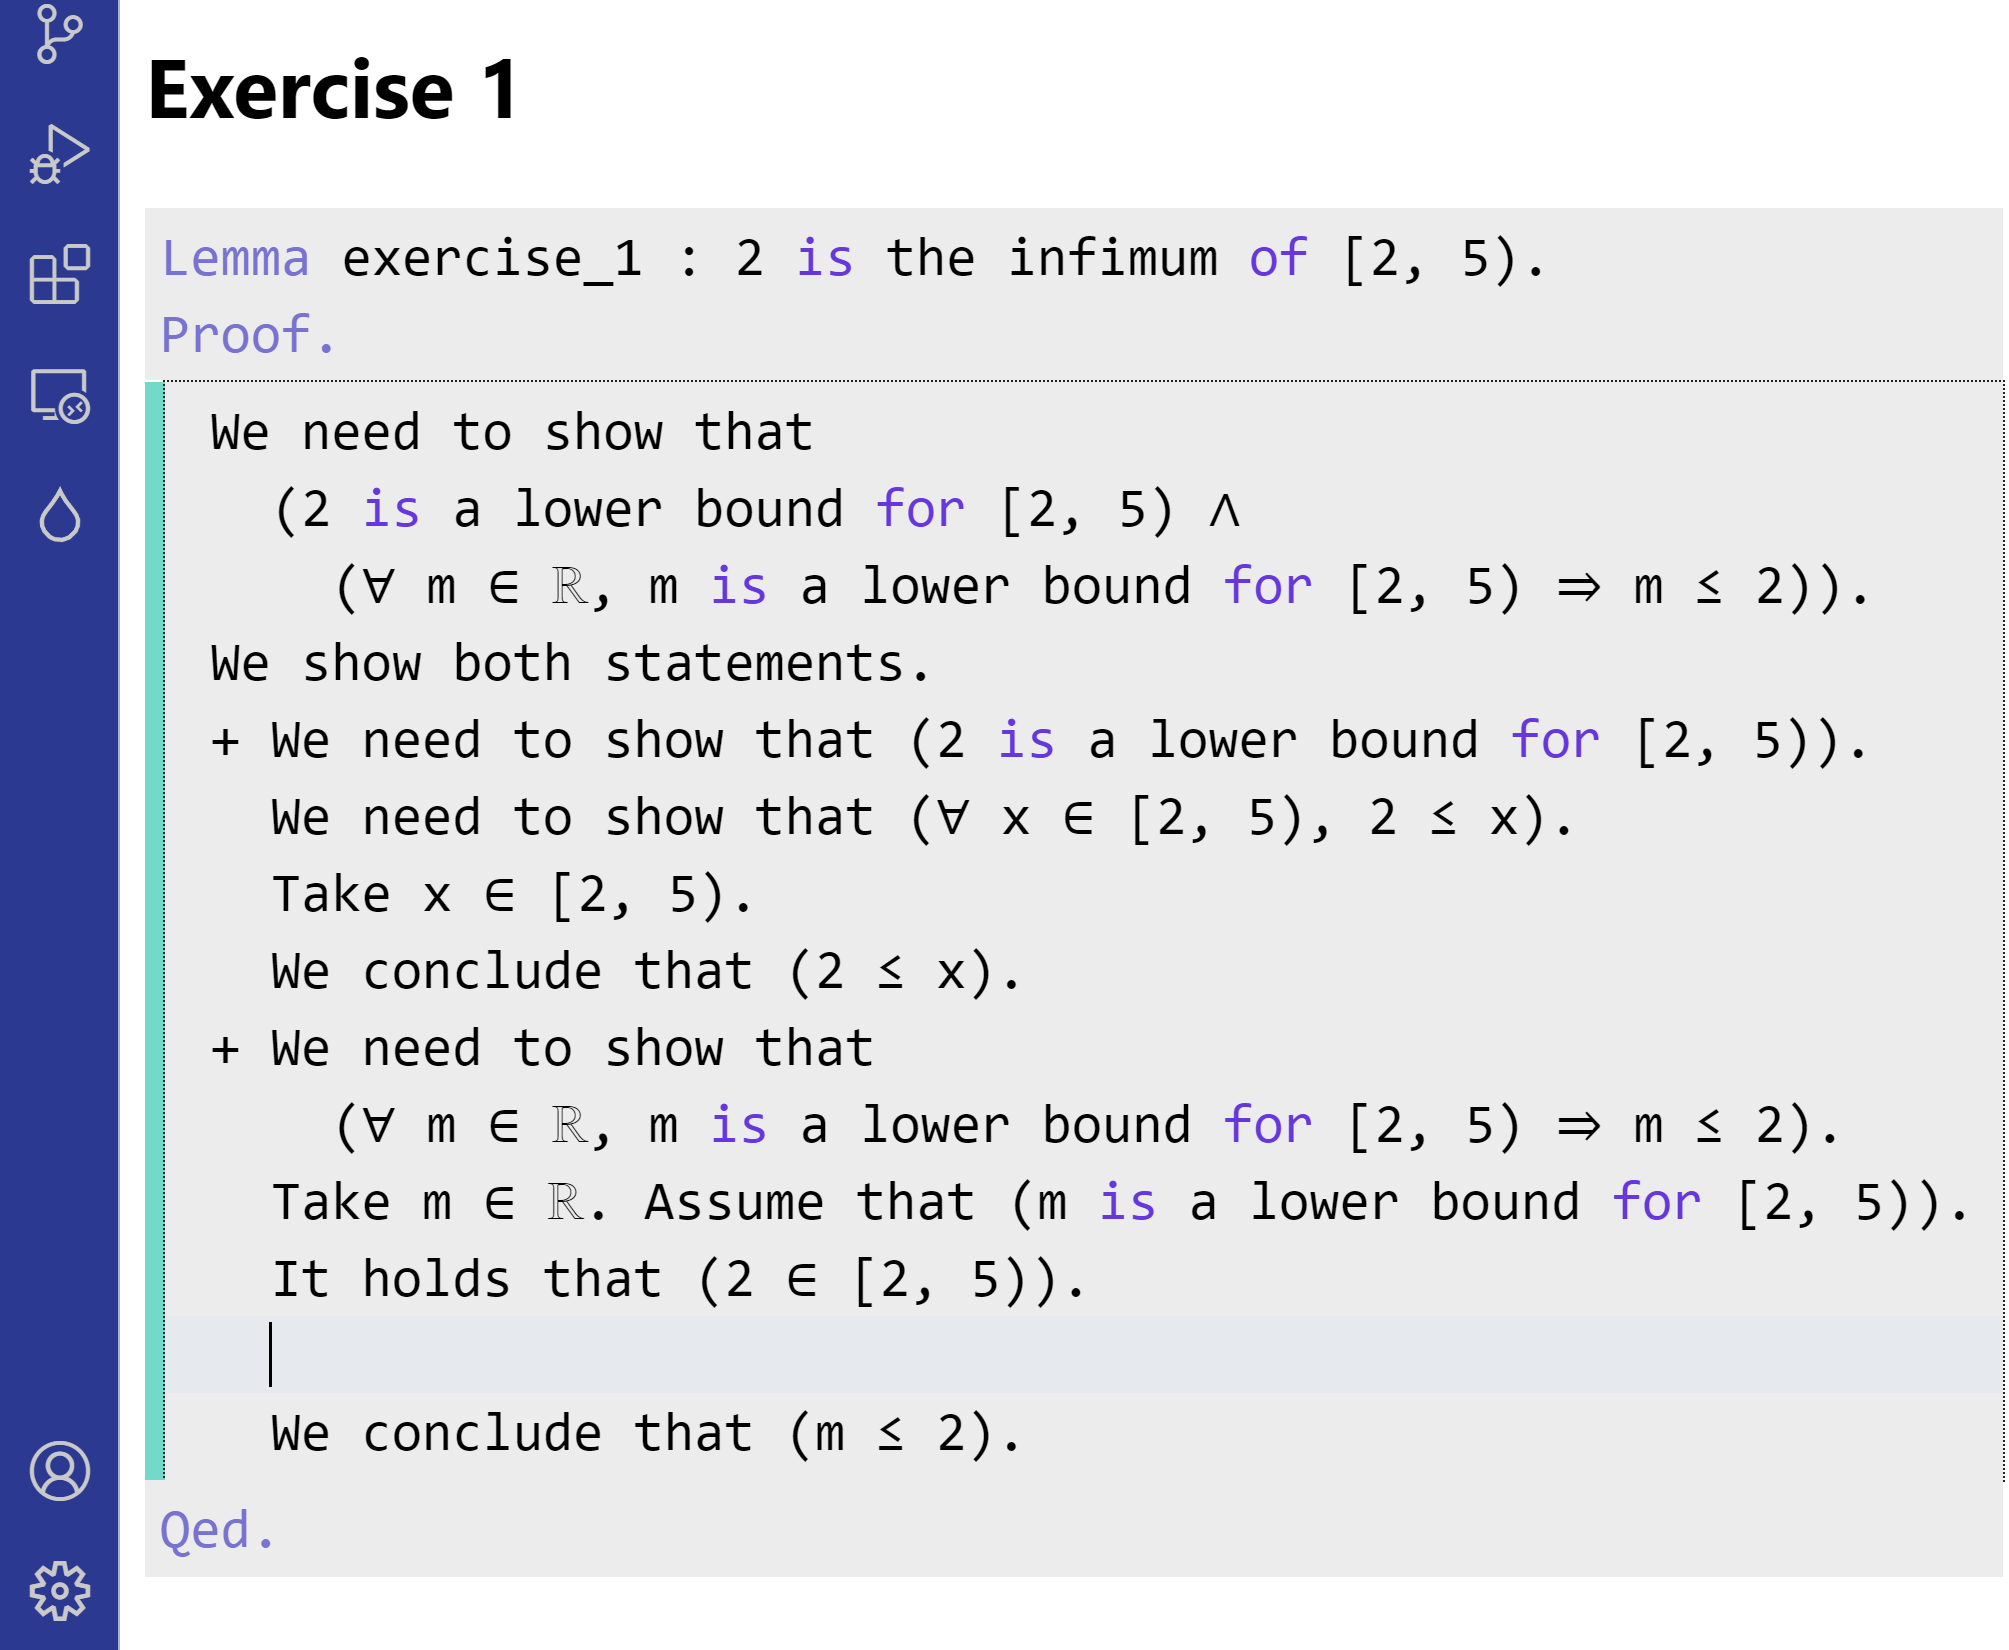 Exercise 1
Lemma exercise_1 : 2 is the infimum of [2, 5).
Proof.
We need to show that
(2 is a lower bound for [2, 5) ∧
(∀ m ∈ ℝ, m is a lower bound for [2, 5) ⇒ m ≤ 2)).
We show both statements.
+ We need to show that (2 is a lower bound for [2, 5)).
We need to show that (∀ x ∈ [2, 5), 2 ≤ x).
Take x ∈ [2, 5).
We conclude that (2 ≤ x).
+ We need to show that
(∀ m ∈ ℝ, m is a lower bound for [2, 5) ⇒ m ≤ 2).
Take m ∈ ℝ. Assume that (m is a lower bound for [2, 5)).
It holds that (2 ∈ [2, 5)).
We conclude that (m ≤ 2).
Qed.